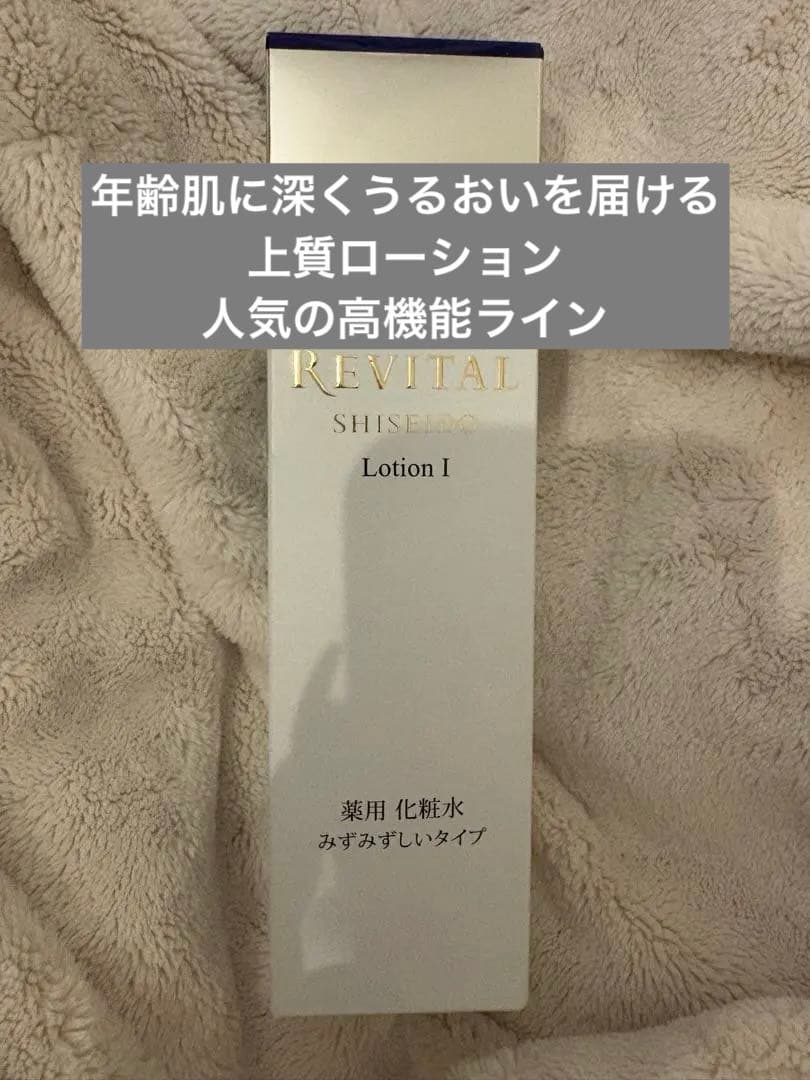 年齢肌に深くうるおいを届ける
上質ローション
人気の高機能ライン
REVITAL
SHISEIDO
Lotion I
薬用 化粧水
みずみずしいタイプ